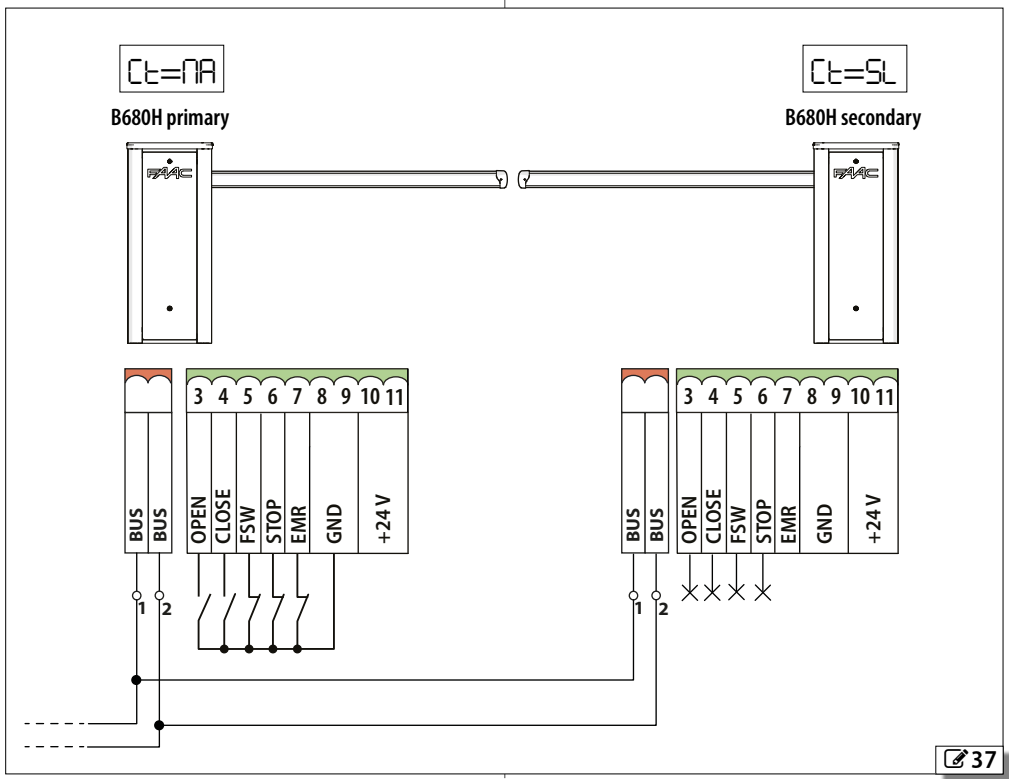 Ct=MA
Ct=SL
B680H primary
B680H secondary
FAAC
FAAC
3 4 5 6 7 8 9 10 11
3 4 5 6 7 8 9 10 11
BUS
BUS
OPEN
CLOSE
FSW
STOP
EMR
GND
+24 V
BUS
BUS
OPEN
CLOSE
FSW
STOP
EMR
GND
+24 V
1 2
1 2
37